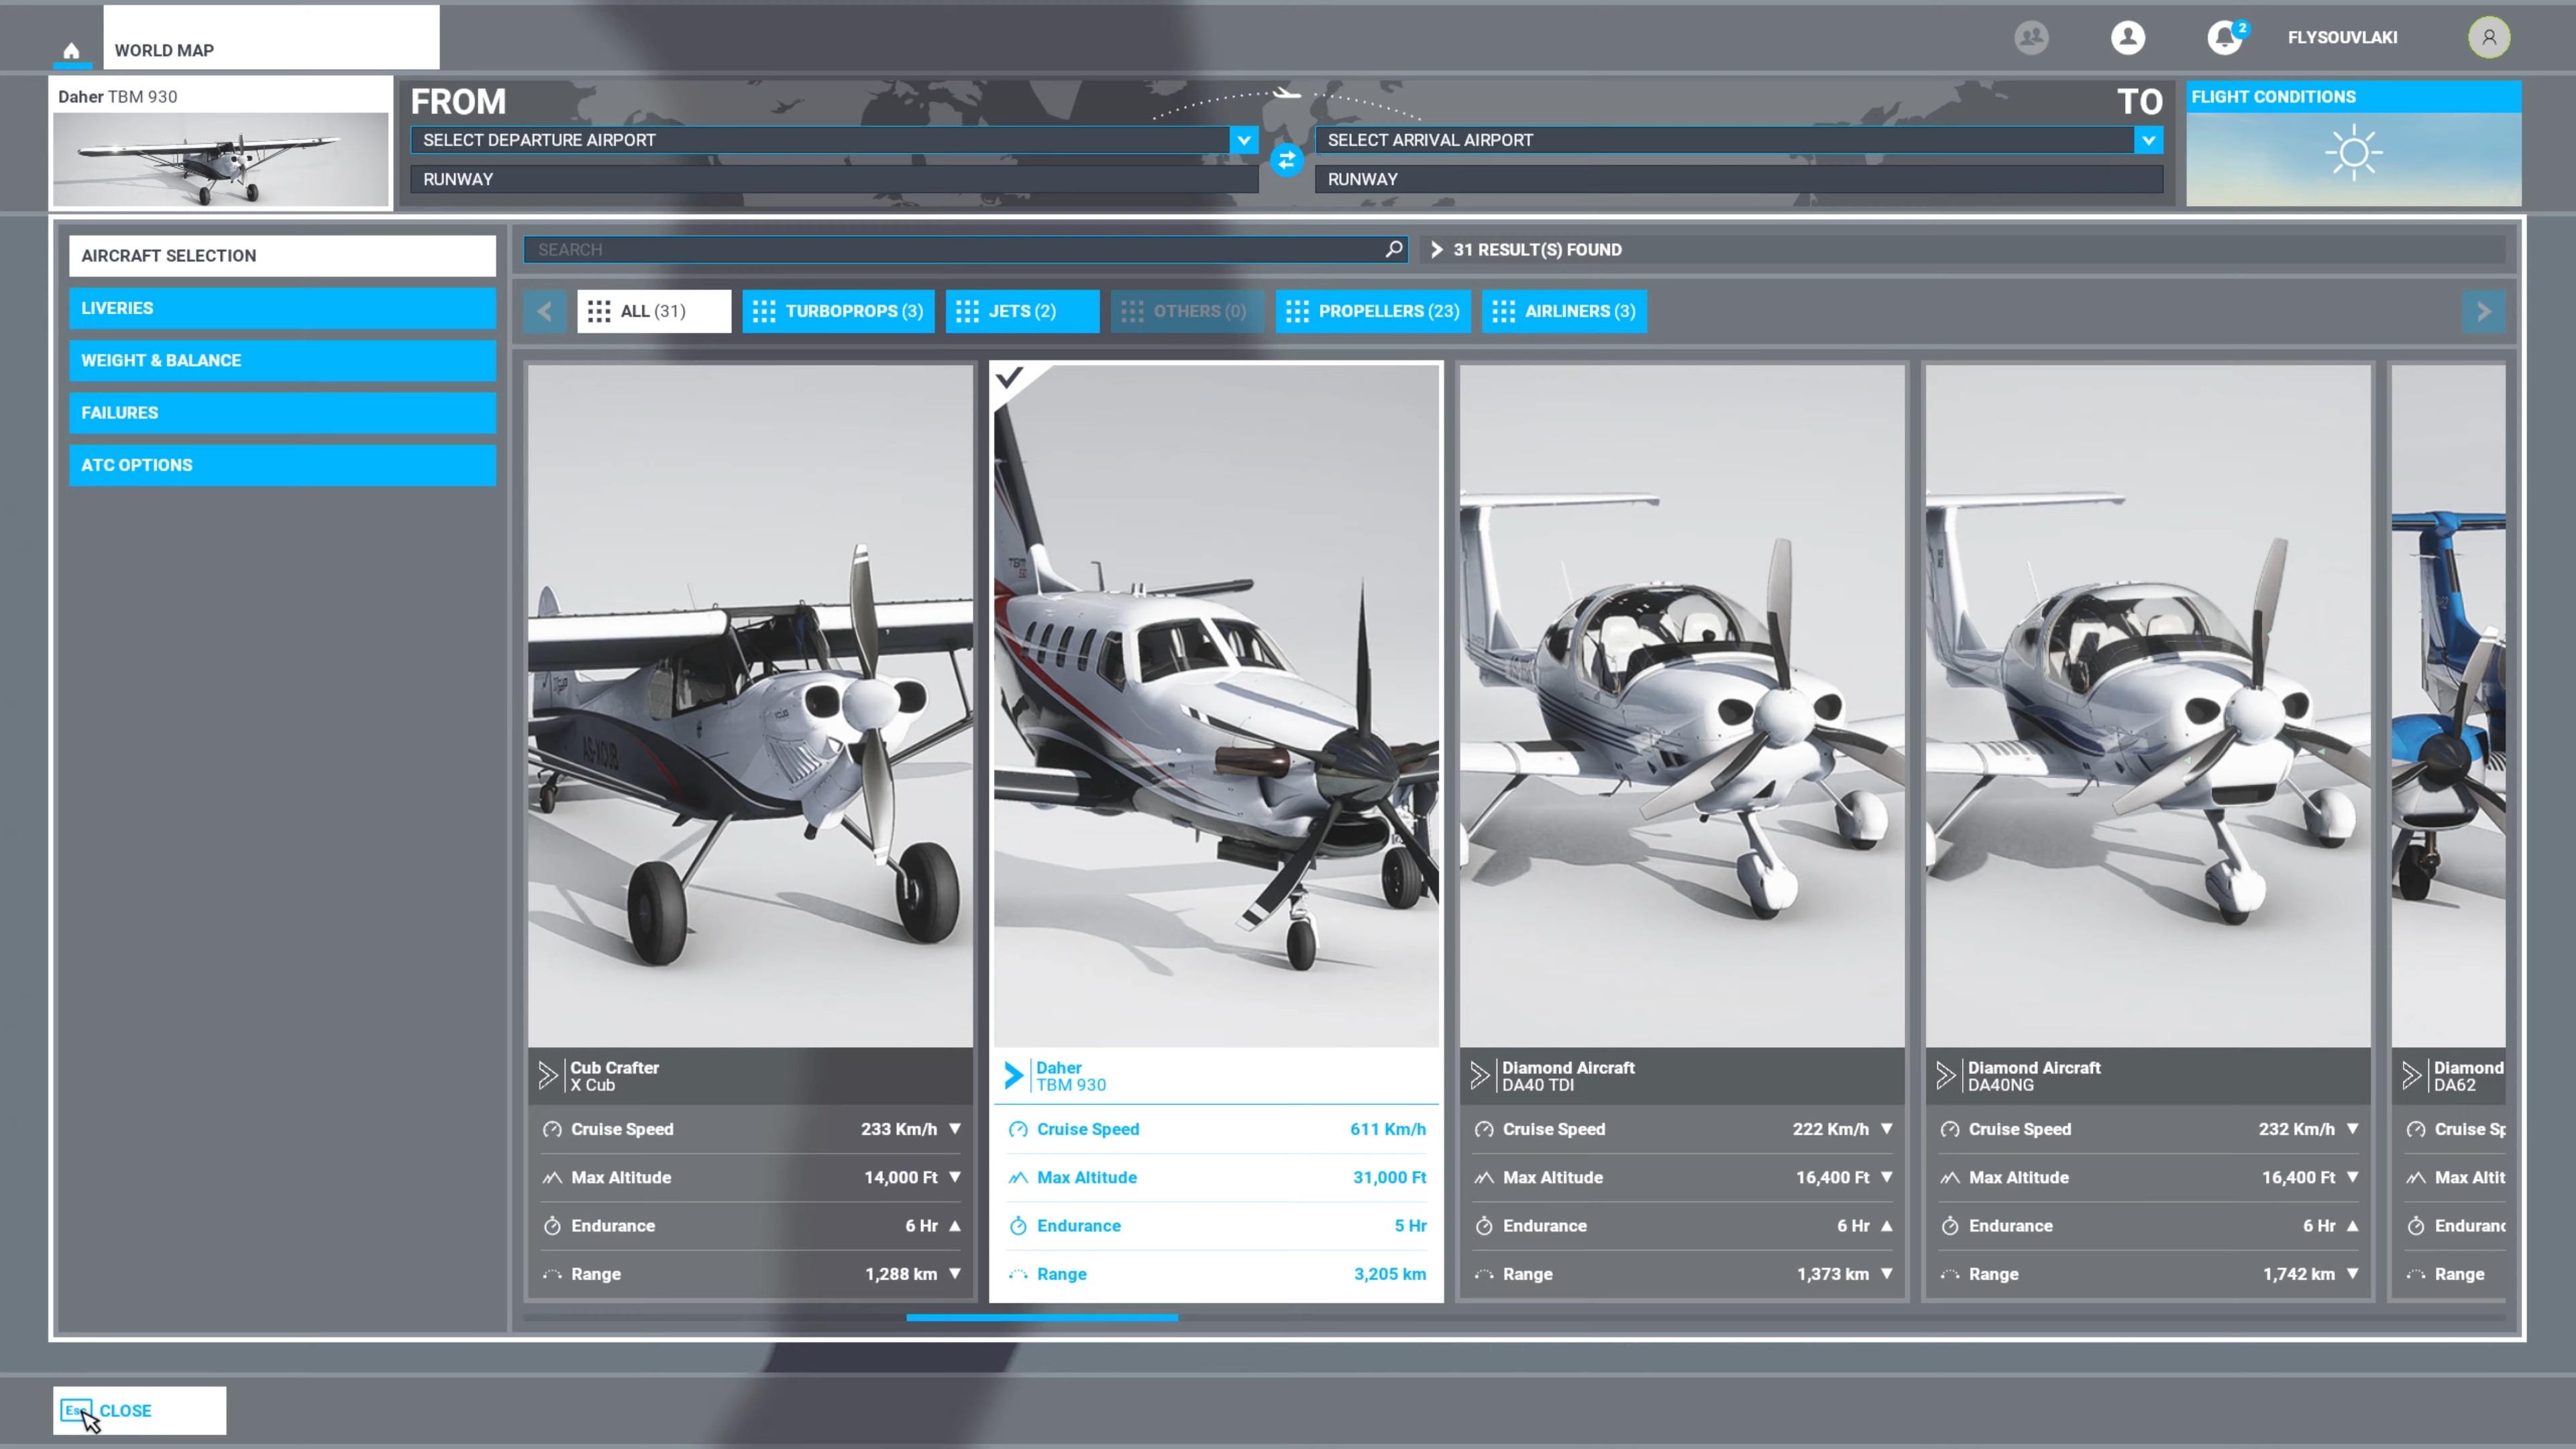 WORLD MAP
2
FLYSOUVLAKI
Daher TBM 930
FROM
TO
SELECT DEPARTURE AIRPORT
SELECT ARRIVAL AIRPORT
RUNWAY
RUNWAY
FLIGHT CONDITIONS
AIRCRAFT SELECTION
LIVERIES
WEIGHT & BALANCE
FAILURES
ATC OPTIONS
SEARCH
31 RESULT(S) FOUND
ALL (31)
TURBOPROPS (3)
JETS (2)
OTHERS (0)
PROPELLERS (23)
AIRLINERS (3)
Cub Crafter
X Cub
Cruise Speed 233 Km/h
Max Altitude 14,000 Ft
Endurance 6 Hr
Range 1,288 km
Daher
TBM 930
Cruise Speed 611 Km/h
Max Altitude 31,000 Ft
Endurance 5 Hr
Range 3,205 km
Diamond Aircraft
DA40 TDI
Cruise Speed 222 Km/h
Max Altitude 16,400 Ft
Endurance 6 Hr
Range 1,373 km
Diamond Aircraft
DA40NG
Cruise Speed 232 Km/h
Max Altitude 16,400 Ft
Endurance 6 Hr
Range 1,742 km
Diamond
DA62
Cruise Sp
Max Altit
Enduranc
Range
CLOSE